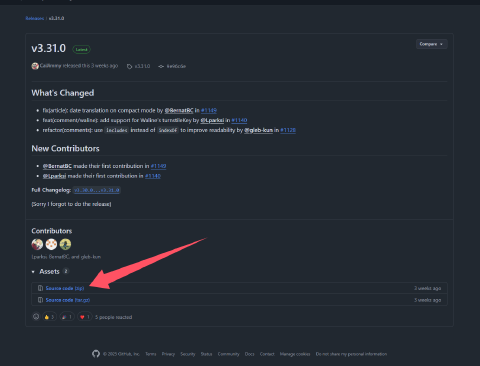 Releases / v3.31.0
v3.31.0 Latest
Compare
CaiJimmy released this 3 weeks ago v3.31.0
What's Changed
fix(article): date translation on compact mode by @BernatBC in #1149
feat(comment/waline): add support for Waline's turnstileKey by @Lparksi in #1140
refactor(comments): use includes instead of indexOf to improve readability by @gleb-kun in #1128
New Contributors
@BernatBC made their first contribution in #1149
@Lparksi made their first contribution in #1140
Full Changelog: v3.30.0...v3.31.0
(Sorry I forgot to do the release)
Contributors
Lparksi, BernatBC, and gleb-kun
Assets 2
Source code (zip) 3 weeks ago
Source code (tar.gz) 3 weeks ago
3 people reacted
© 2025 GitHub, Inc. Terms Privacy Security Status Community Docs Contact Manage cookies Do not share my personal information